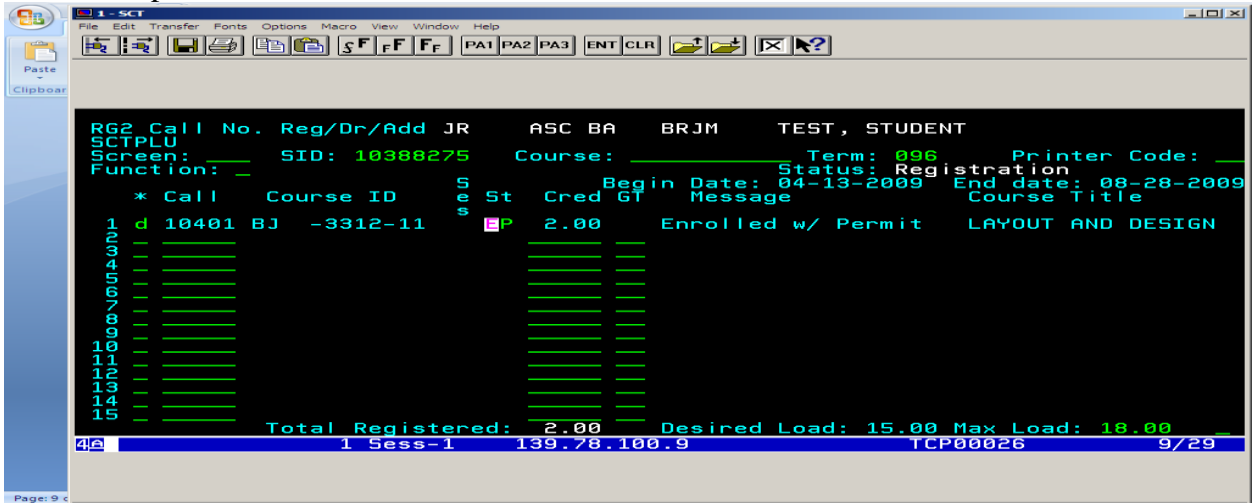 1 - SCT
File Edit Transfer Fonts Options Macro View Window Help
PA1 PA2 PA3 ENT CLR
Paste
Clipboar
RG2 Call No. Reg/Dr/Add JR ASC BA BRJM TEST, STUDENT
SCTPLU
Screen: ____ SID: 10388275 Course: ____________ Term: 096 Printer Code: __
Function: _ Status: Registration
S Begin Date: 04-13-2009 End date: 08-28-2009
* Call Course ID e St Cred GT Message Course Title
s
1 d 10401 BJ -3312-11 EP 2.00 Enrolled w/ Permit LAYOUT AND DESIGN
2
3
4
5
6
7
8
9
10
11
12
13
14
15
Total Registered: 2.00 Desired Load: 15.00 Max Load: 18.00 _
4A 1 Sess-1 139.78.100.9 TCP00026 9/29
Page: 9